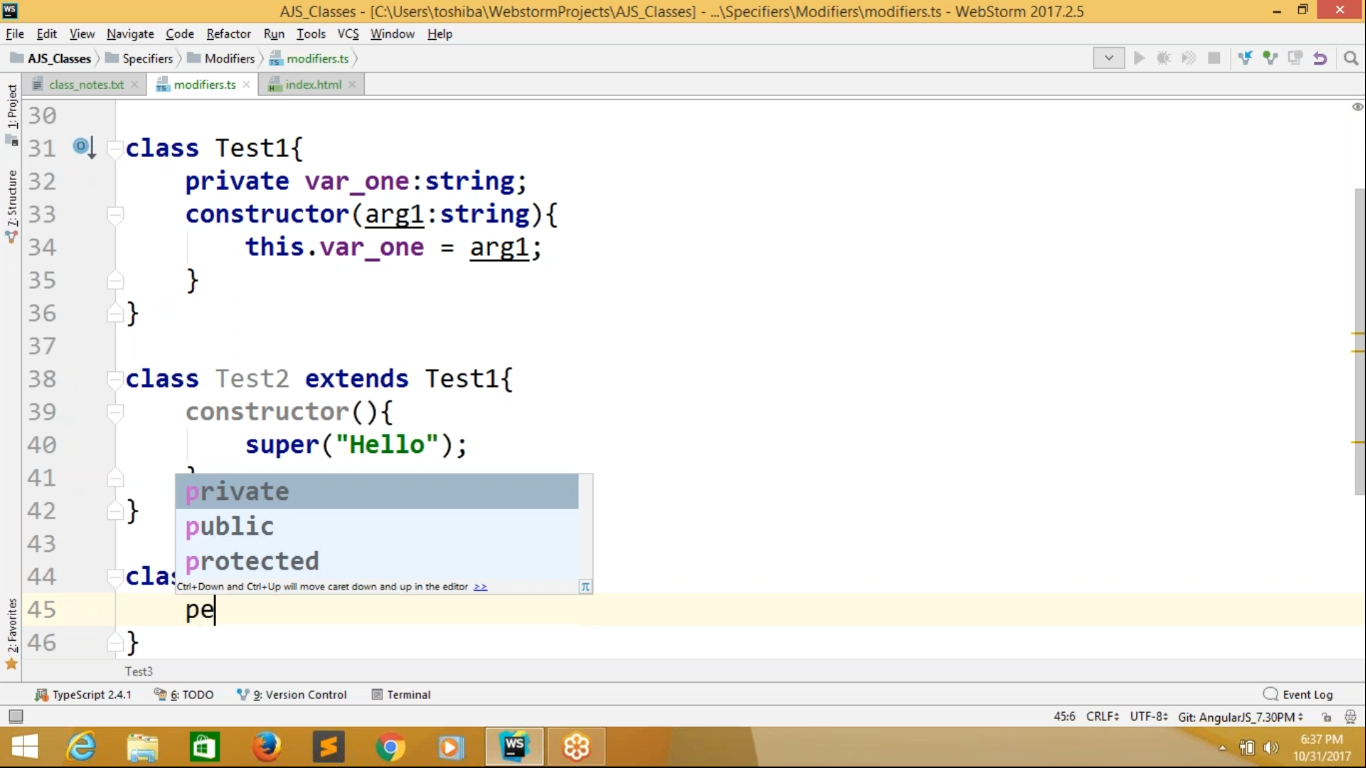 AJS_Classes - [C:\Users\toshiba\WebstormProjects\AJS_Classes] - ...\Specifiers\Modifiers\modifiers.ts - WebStorm 2017.2.5
File Edit View Navigate Code Refactor Run Tools VCS Window Help
AJS_Classes Specifiers Modifiers modifiers.ts
class_notes.txt modifiers.ts index.html
1: Project
7: Structure
2: Favorites
30
31 class Test1{
32 private var_one:string;
33 constructor(arg1:string){
34 this.var_one = arg1;
35 }
36 }
37
38 class Test2 extends Test1{
39 constructor(){
40 super("Hello");
41 }
42 }
43
44 clas
45 pe
46 }
private
public
protected
Ctrl+Down and Ctrl+Up will move caret down and up in the editor >> π
Test3
TypeScript 2.4.1 6: TODO 9: Version Control Terminal Event Log
45:6 CRLF UTF-8 Git: AngularJS_7.30PM
6:37 PM
10/31/2017